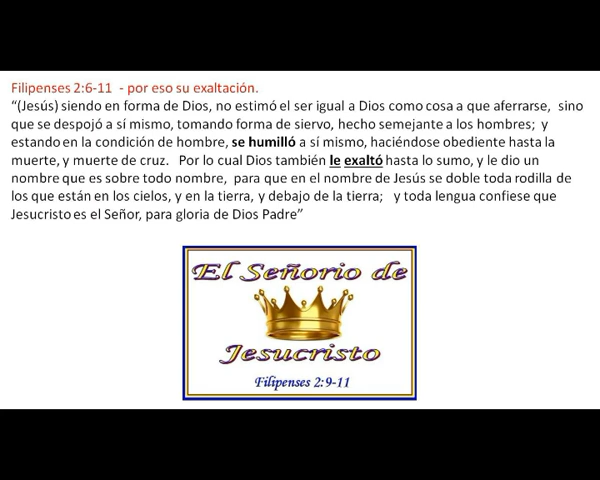 Filipenses 2:6-11 - por eso su exaltación.
“(Jesús) siendo en forma de Dios, no estimó el ser igual a Dios como cosa a que aferrarse, sino
que se despojó a sí mismo, tomando forma de siervo, hecho semejante a los hombres; y
estando en la condición de hombre, se humilló a sí mismo, haciéndose obediente hasta la
muerte, y muerte de cruz. Por lo cual Dios también le exaltó hasta lo sumo, y le dio un
nombre que es sobre todo nombre, para que en el nombre de Jesús se doble toda rodilla de
los que están en los cielos, y en la tierra, y debajo de la tierra; y toda lengua confiese que
Jesucristo es el Señor, para gloria de Dios Padre”
El Señorio de
Jesucristo
Filipenses 2:9-11